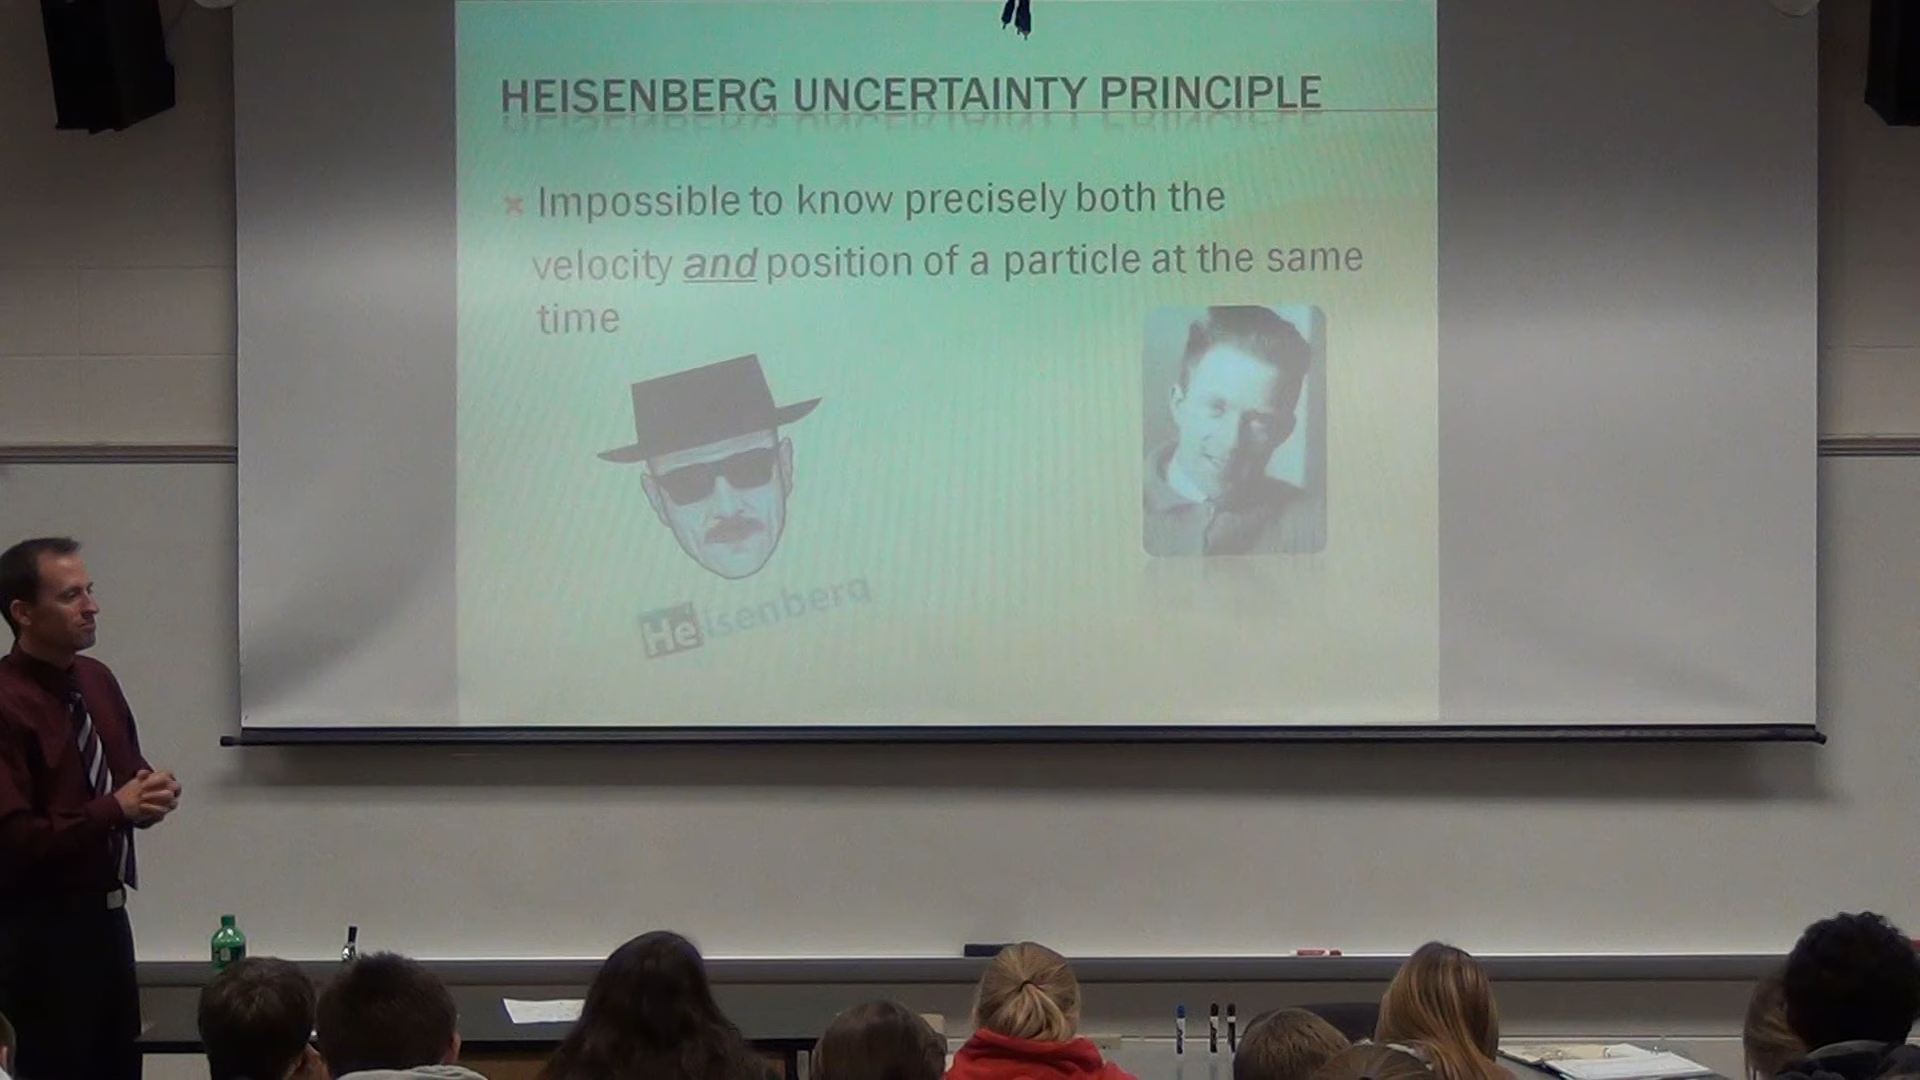 HEISENBERG UNCERTAINTY PRINCIPLE
Impossible to know precisely both the
velocity and position of a particle at the same
time
Heisenberg